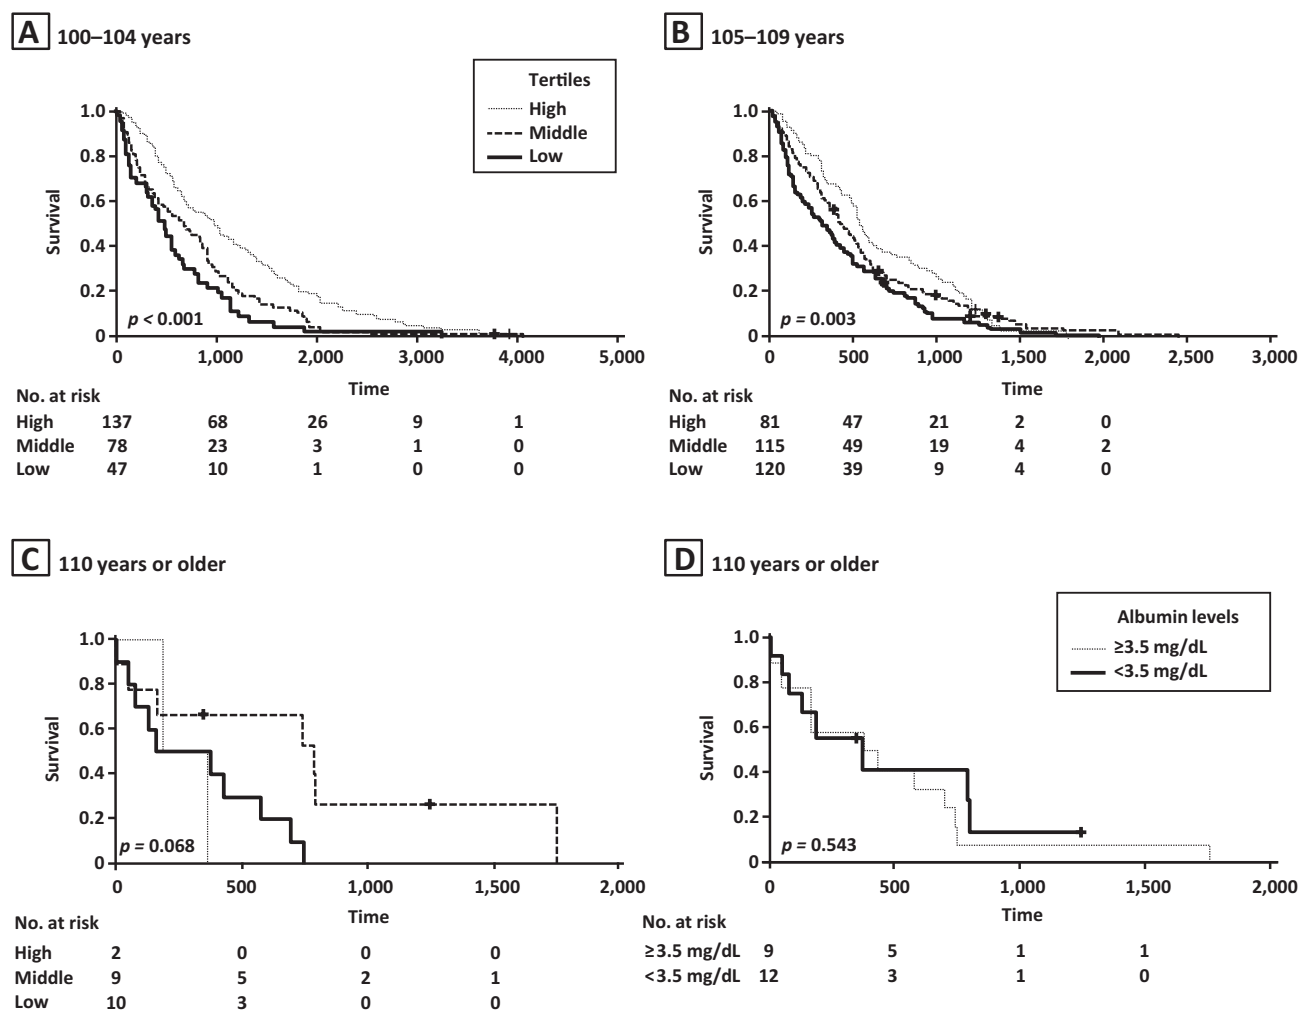 A 100–104 years
Tertiles
High
Middle
Low
1.0
0.8
0.6
0.4
0.2
0
Survival
p < 0.001
0 1,000 2,000 3,000 4,000 5,000
Time
No. at risk
High 137 68 26 9 1
Middle 78 23 3 1 0
Low 47 10 1 0 0
B 105–109 years
1.0
0.8
0.6
0.4
0.2
0
Survival
p = 0.003
0 500 1,000 1,500 2,000 2,500 3,000
Time
No. at risk
High 81 47 21 2 0
Middle 115 49 19 4 2
Low 120 39 9 4 0
C 110 years or older
1.0
0.8
0.6
0.4
0.2
0
Survival
p = 0.068
0 500 1,000 1,500 2,000
Time
No. at risk
High 2 0 0 0
Middle 9 5 2 1
Low 10 3 0 0
D 110 years or older
Albumin levels
≥3.5 mg/dL
<3.5 mg/dL
1.0
0.8
0.6
0.4
0.2
0
Survival
p = 0.543
0 500 1,000 1,500 2,000
Time
No. at risk
≥3.5 mg/dL 9 5 1 1
<3.5 mg/dL 12 3 1 0